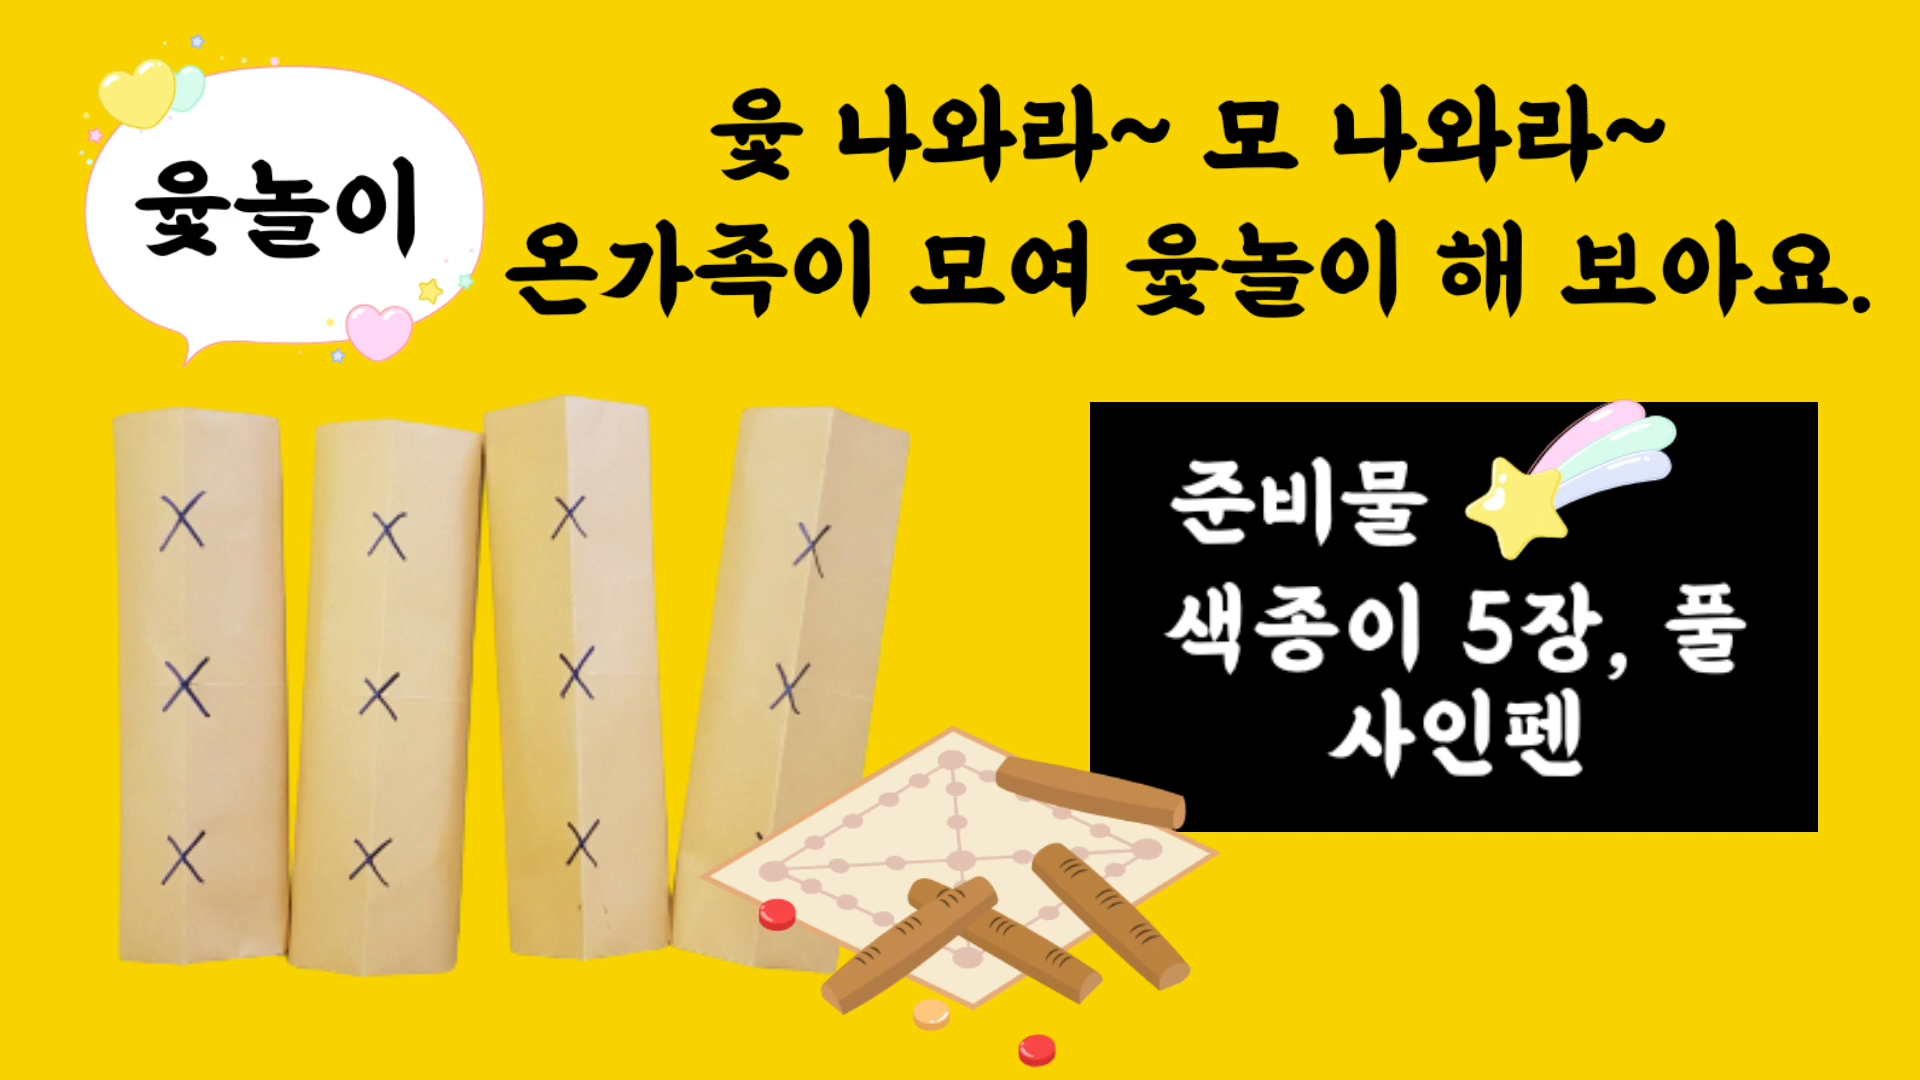 윷놀이
윷 나와라~ 모 나와라~
온가족이 모여 윷놀이 해 보아요.
준비물
색종이 5장, 풀
사인펜